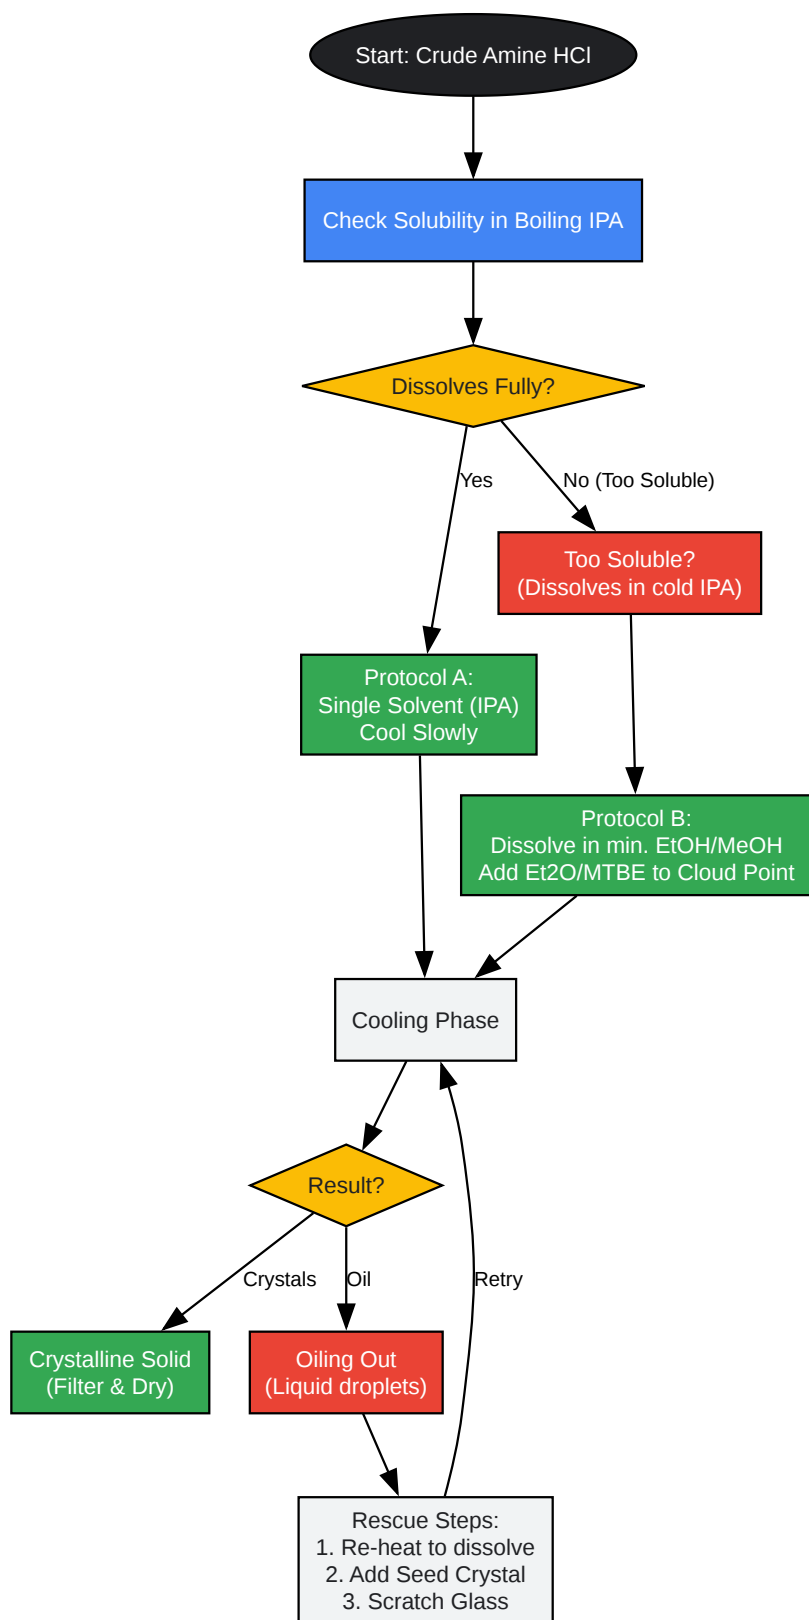 Start: Crude Amine HCl
Check Solubility in Boiling IPA
Dissolves Fully?
Yes
No (Too Soluble)
Too Soluble?
(Dissolves in cold IPA)
Protocol A:
Single Solvent (IPA)
Cool Slowly
Protocol B:
Dissolve in min. EtOH/MeOH
Add Et2O/MTBE to Cloud Point
Cooling Phase
Result?
Crystals
Oil
Retry
Crystalline Solid
(Filter & Dry)
Oiling Out
(Liquid droplets)
Rescue Steps:
1. Re-heat to dissolve
2. Add Seed Crystal
3. Scratch Glass